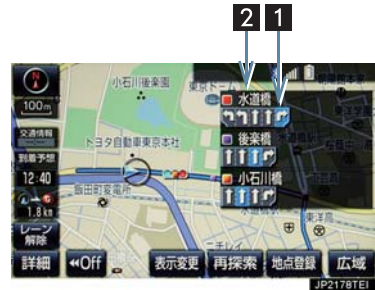 2 1
小石川後楽園
東京ドーム
水道橋
100m
交通情報
トヨタ自動車東京本社
後楽橋
到着予想
12:40
飯田町変電所
小石川橋
1.8km
レーン
解除
詳細 ◂◂Off 表示変更 再探索 地点登録 広域
JP2178TEI